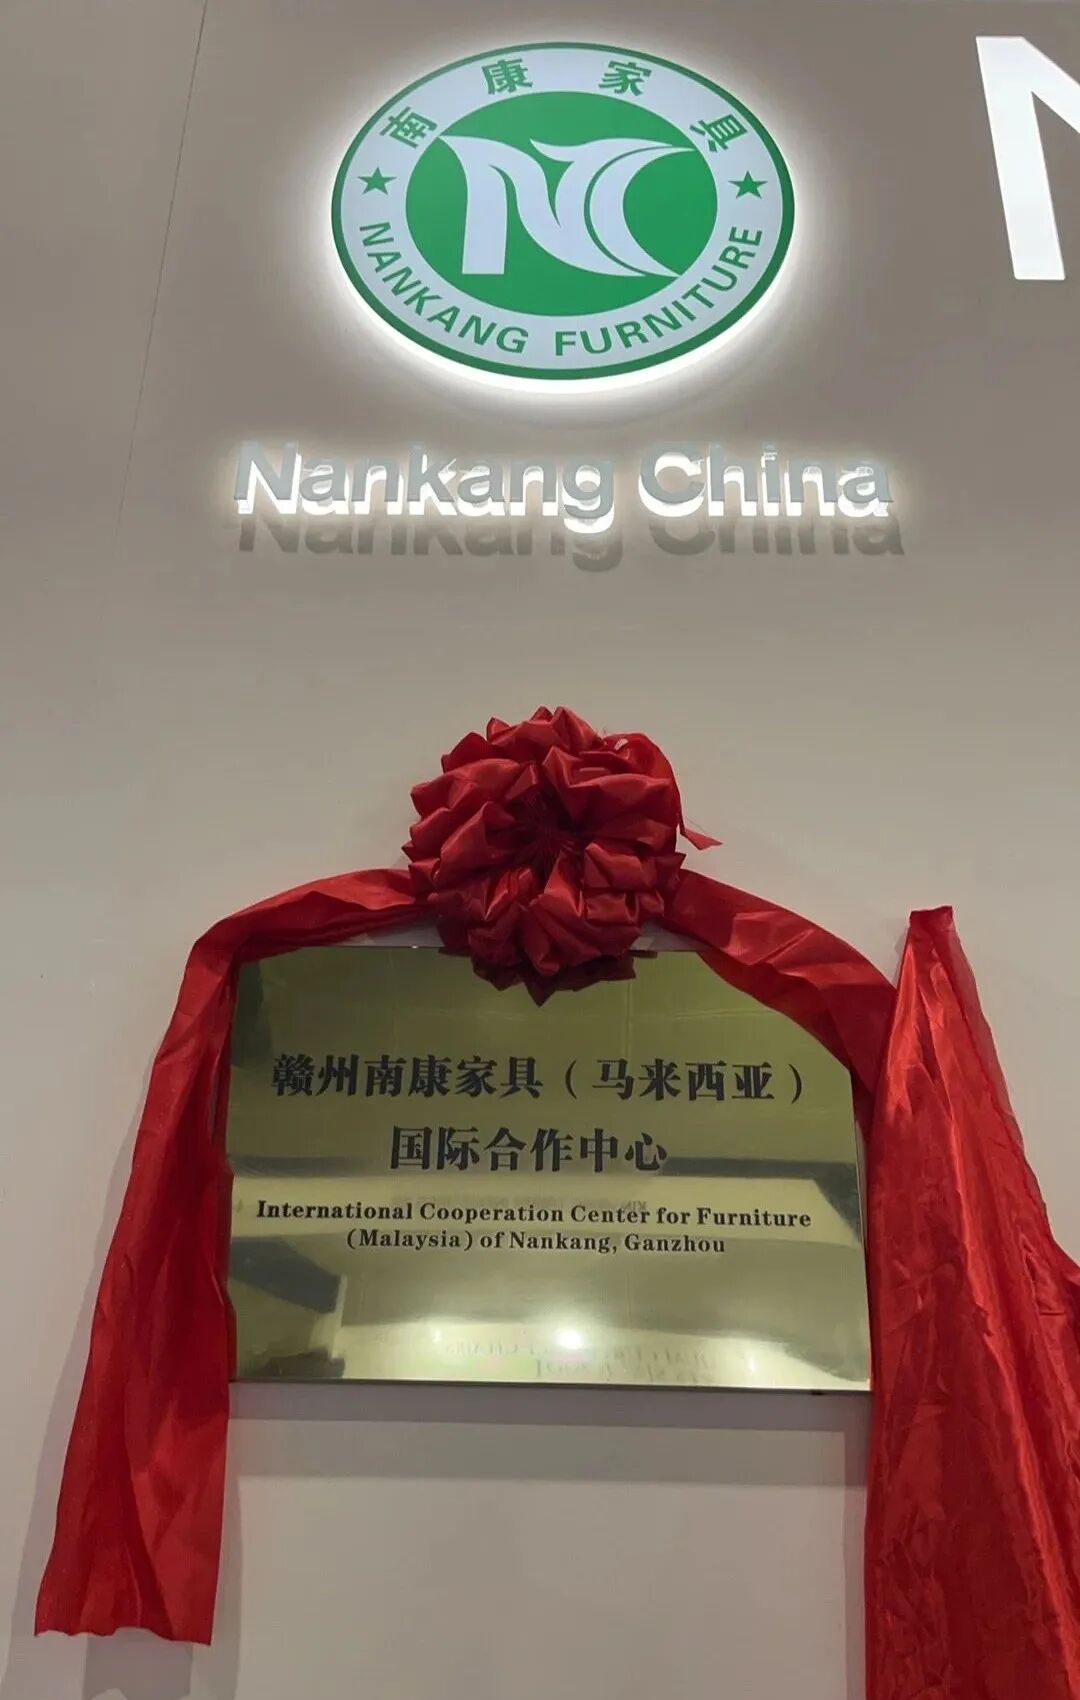 南康家具
NC
NANKANG FURNITURE
N
Nankang China
赣州南康家具（马来西亚）
国际合作中心
International Cooperation Center for Furniture
(Malaysia) of Nankang, Ganzhou